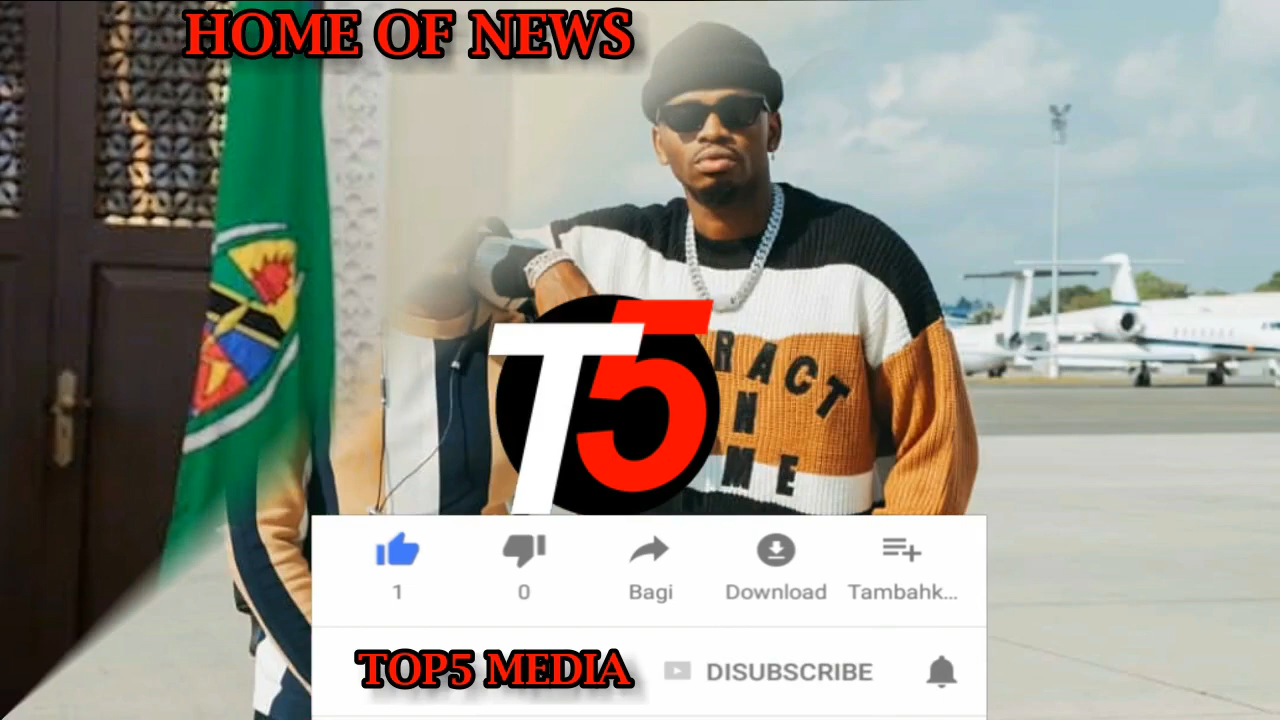 HOME OF NEWS
T5
RACT
N
ME
1
0
Bagi
Download
Tambahk...
TOP5 MEDIA
DISUBSCRIBE